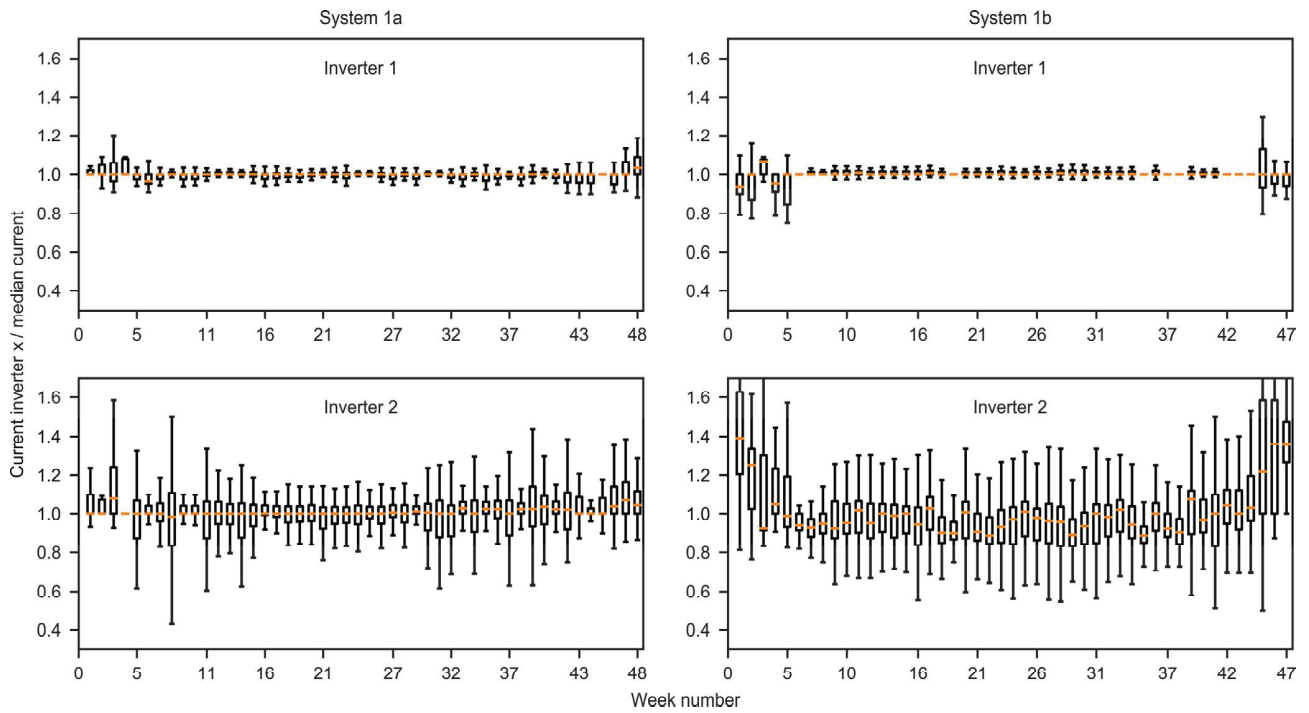 System 1a
System 1b
Current inverter x / median current
Inverter 1
1.6
1.4
1.2
1.0
0.8
0.6
0.4
0 5 11 16 21 27 32 37 43 48
Inverter 1
1.6
1.4
1.2
1.0
0.8
0.6
0.4
0 5 10 16 21 26 31 37 42 47
Inverter 2
1.6
1.4
1.2
1.0
0.8
0.6
0.4
0 5 11 16 21 27 32 37 43 48
Inverter 2
1.6
1.4
1.2
1.0
0.8
0.6
0.4
0 5 10 16 21 26 31 37 42 47
Week number